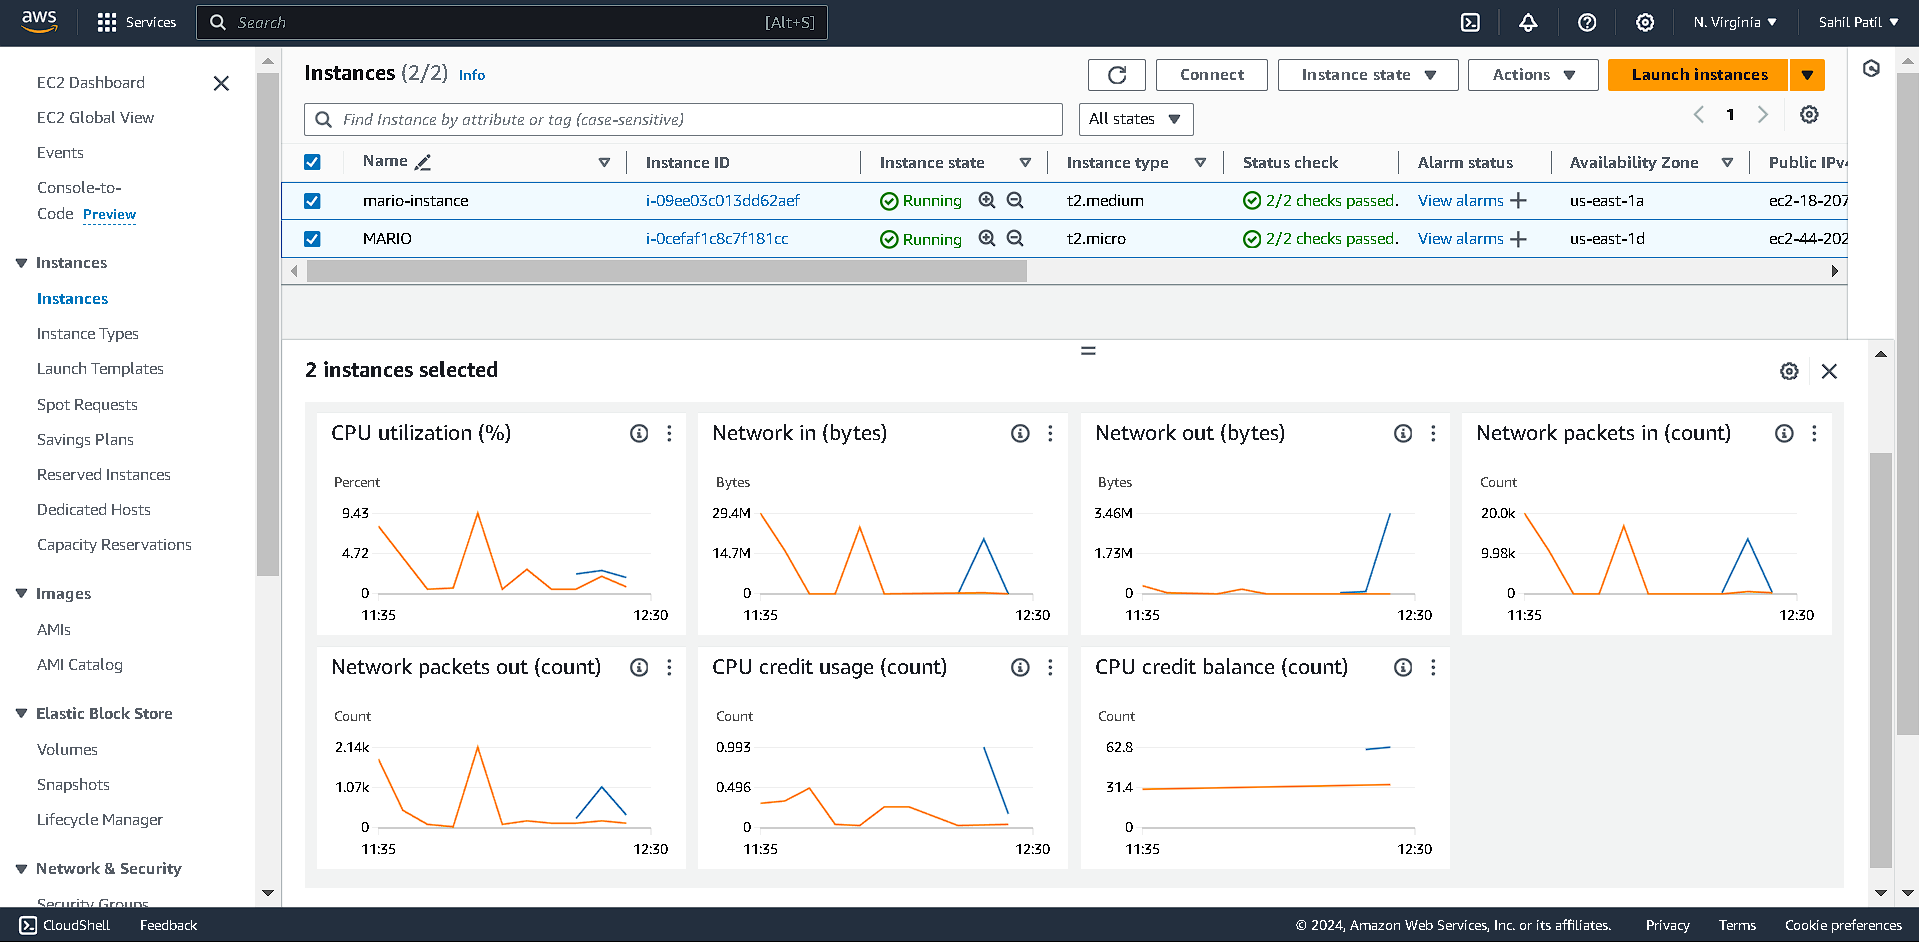 aws
Services
Search
[Alt+S]
N. Virginia
Sahil Patil
EC2 Dashboard
EC2 Global View
Events
Console-to-
Code Preview
Instances
Instances
Instance Types
Launch Templates
Spot Requests
Savings Plans
Reserved Instances
Dedicated Hosts
Capacity Reservations
Images
AMIs
AMI Catalog
Elastic Block Store
Volumes
Snapshots
Lifecycle Manager
Network & Security
Security Groups
Instances (2/2) Info
Connect
Instance state
Actions
Launch instances
Find Instance by attribute or tag (case-sensitive)
All states
1
Name Instance ID Instance state Instance type Status check Alarm status Availability Zone Public IPv4
mario-instance i-09ee03c013dd62aef Running t2.medium 2/2 checks passed. View alarms us-east-1a ec2-18-207
MARIO i-0cefaf1c8c7f181cc Running t2.micro 2/2 checks passed. View alarms us-east-1d ec2-44-202
2 instances selected
CPU utilization (%)
Percent
9.43
4.72
0
11:35 12:30
Network in (bytes)
Bytes
29.4M
14.7M
0
11:35 12:30
Network out (bytes)
Bytes
3.46M
1.73M
0
11:35 12:30
Network packets in (count)
Count
20.0k
9.98k
0
11:35 12:30
Network packets out (count)
Count
2.14k
1.07k
0
11:35 12:30
CPU credit usage (count)
Count
0.993
0.496
0
11:35 12:30
CPU credit balance (count)
Count
62.8
31.4
0
11:35 12:30
CloudShell
Feedback
© 2024, Amazon Web Services, Inc. or its affiliates.
Privacy
Terms
Cookie preferences